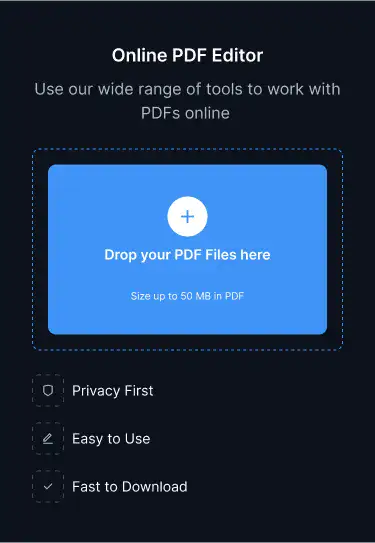 Online PDF Editor
Use our wide range of tools to work with
PDFs online
Drop your PDF Files here
Size up to 50 MB in PDF
Privacy First
Easy to Use
Fast to Download